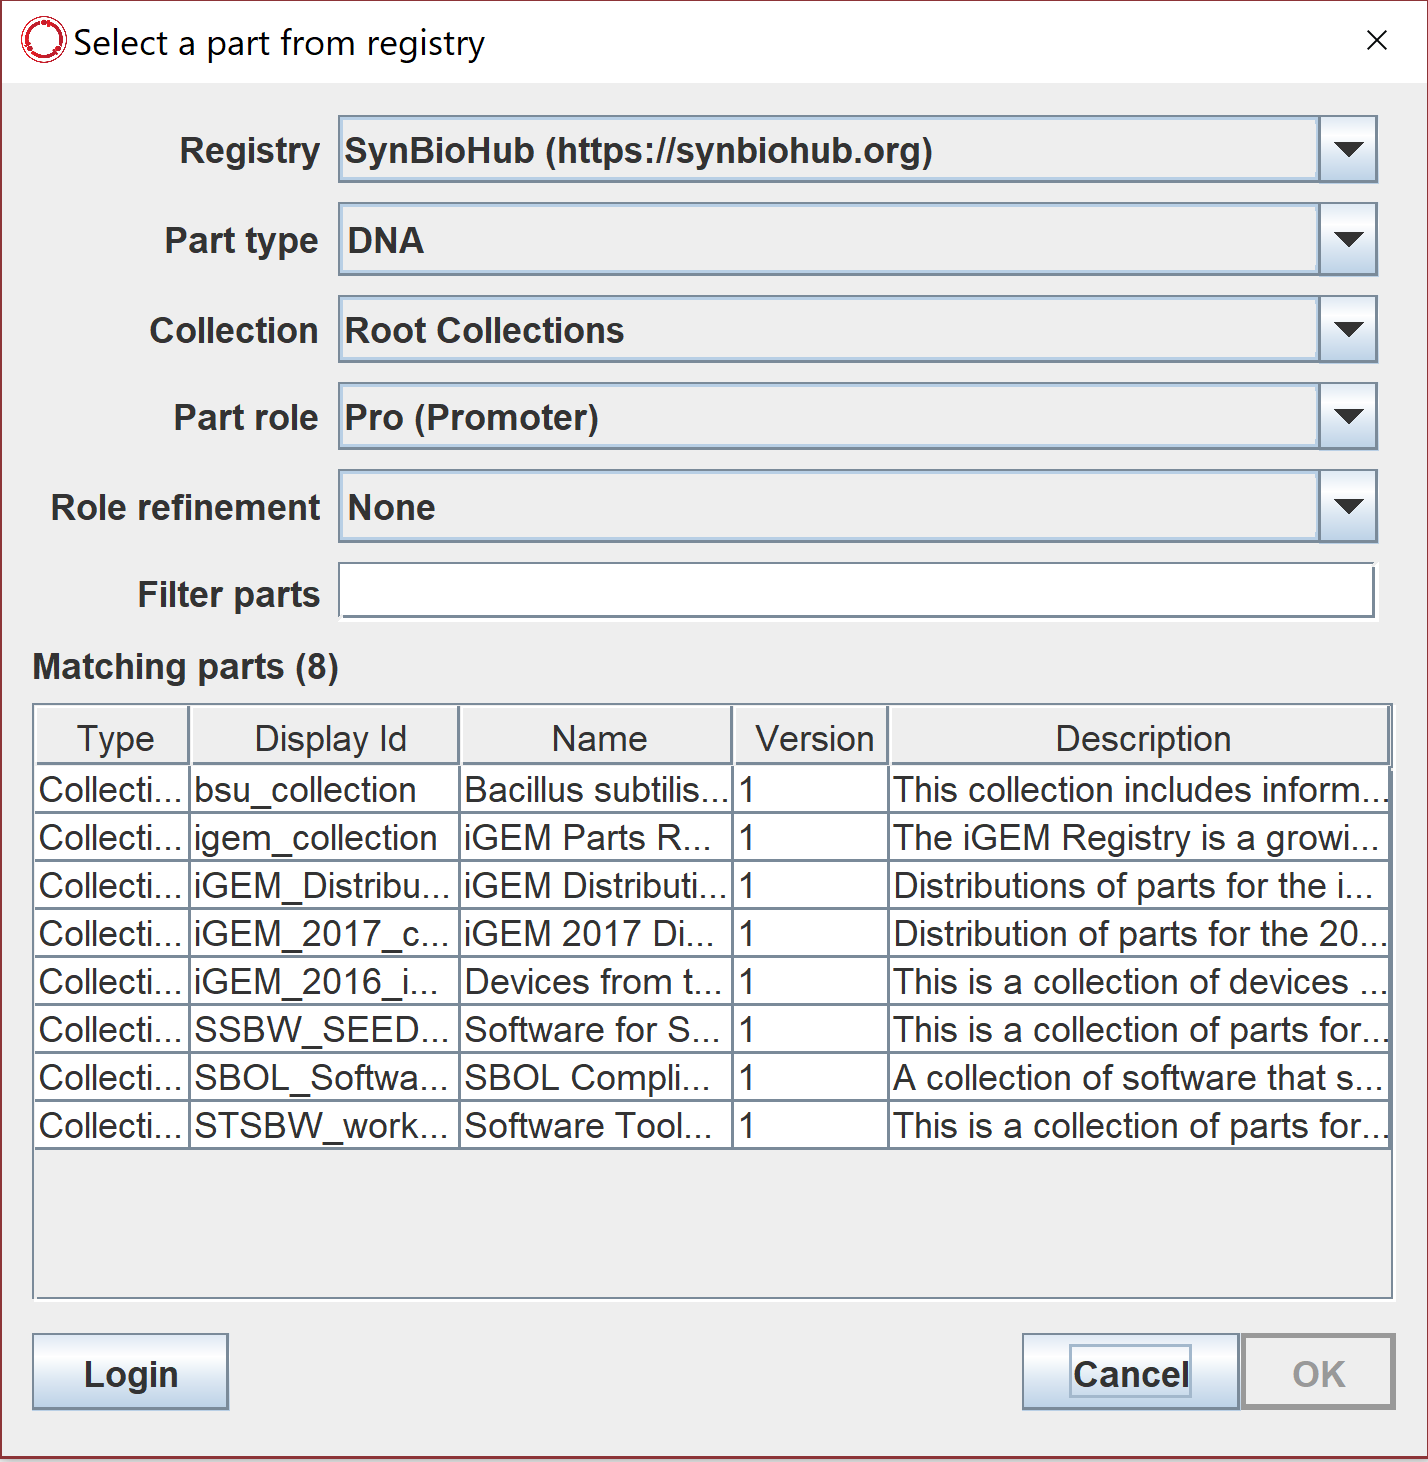 Select a part from registry
Registry SynBioHub (https://synbiohub.org)
Part type DNA
Collection Root Collections
Part role Pro (Promoter)
Role refinement None
Filter parts
Matching parts (8)
Type Display Id Name Version Description
Collecti... bsu_collection Bacillus subtilis... 1 This collection includes inform...
Collecti... igem_collection iGEM Parts R... 1 The iGEM Registry is a growi...
Collecti... iGEM_Distribu... iGEM Distributi... 1 Distributions of parts for the i...
Collecti... iGEM_2017_c... iGEM 2017 Di... 1 Distribution of parts for the 20...
Collecti... iGEM_2016_i... Devices from t... 1 This is a collection of devices ...
Collecti... SSBW_SEED... Software for S... 1 This is a collection of parts for...
Collecti... SBOL_Softwa... SBOL Compli... 1 A collection of software that s...
Collecti... STSBW_work... Software Tool... 1 This is a collection of parts for...
Login Cancel OK